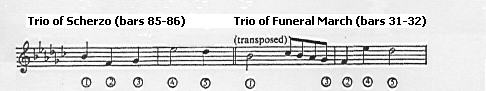 Trio of Scherzo (bars 85-86) Trio of Funeral March (bars 31-32)
(transposed)
① ② ③ ④ ⑤ ① ③ ② ④ ⑤